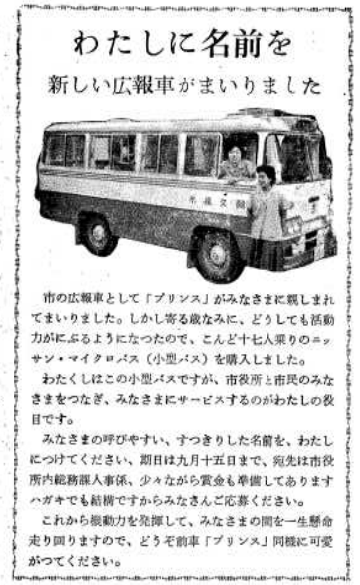 わたしに名前を
新しい広報車がまいりました
市の広報車として「プリンス」がみなさまに親しまれ
てまいりました。しかし寄る歳なみに、どうしても活動
力がにぶるようになつたので、こんど十七人乗りのニッ
サン・マイクロバス（小型バス）を購入しました。
わたくしはこの小型バスですが、市役所と市民のみな
さまをつなぎ、みなさまにサービスするのがわたしの役
目です。
みなさまの呼びやすい、すつきりした名前を、わたし
につけてください、期日は九月十五日まで、宛先は市役
所内総務課人事係、少々ながら賞金も準備してあります
ハガキでも結構ですからみなさんご応募ください。
これから機動力を発揮して、みなさまの間を一生懸命
走り回りますので、どうぞ前車「プリンス」同様に可愛
がつてください。